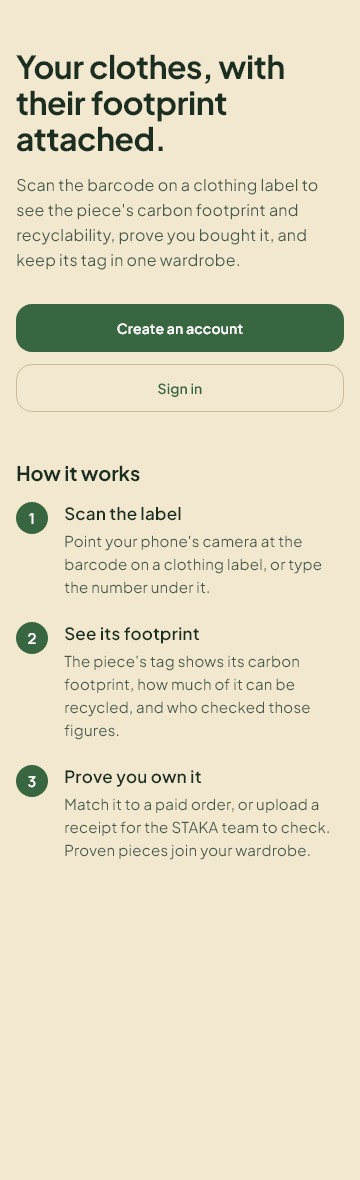 Your clothes, with
their footprint
attached.
Scan the barcode on a clothing label to
see the piece's carbon footprint and
recyclability, prove you bought it, and
keep its tag in one wardrobe.
Create an account
Sign in
How it works
1
Scan the label
Point your phone's camera at the
barcode on a clothing label, or type
the number under it.
2
See its footprint
The piece's tag shows its carbon
footprint, how much of it can be
recycled, and who checked those
figures.
3
Prove you own it
Match it to a paid order, or upload a
receipt for the STAKA team to check.
Proven pieces join your wardrobe.